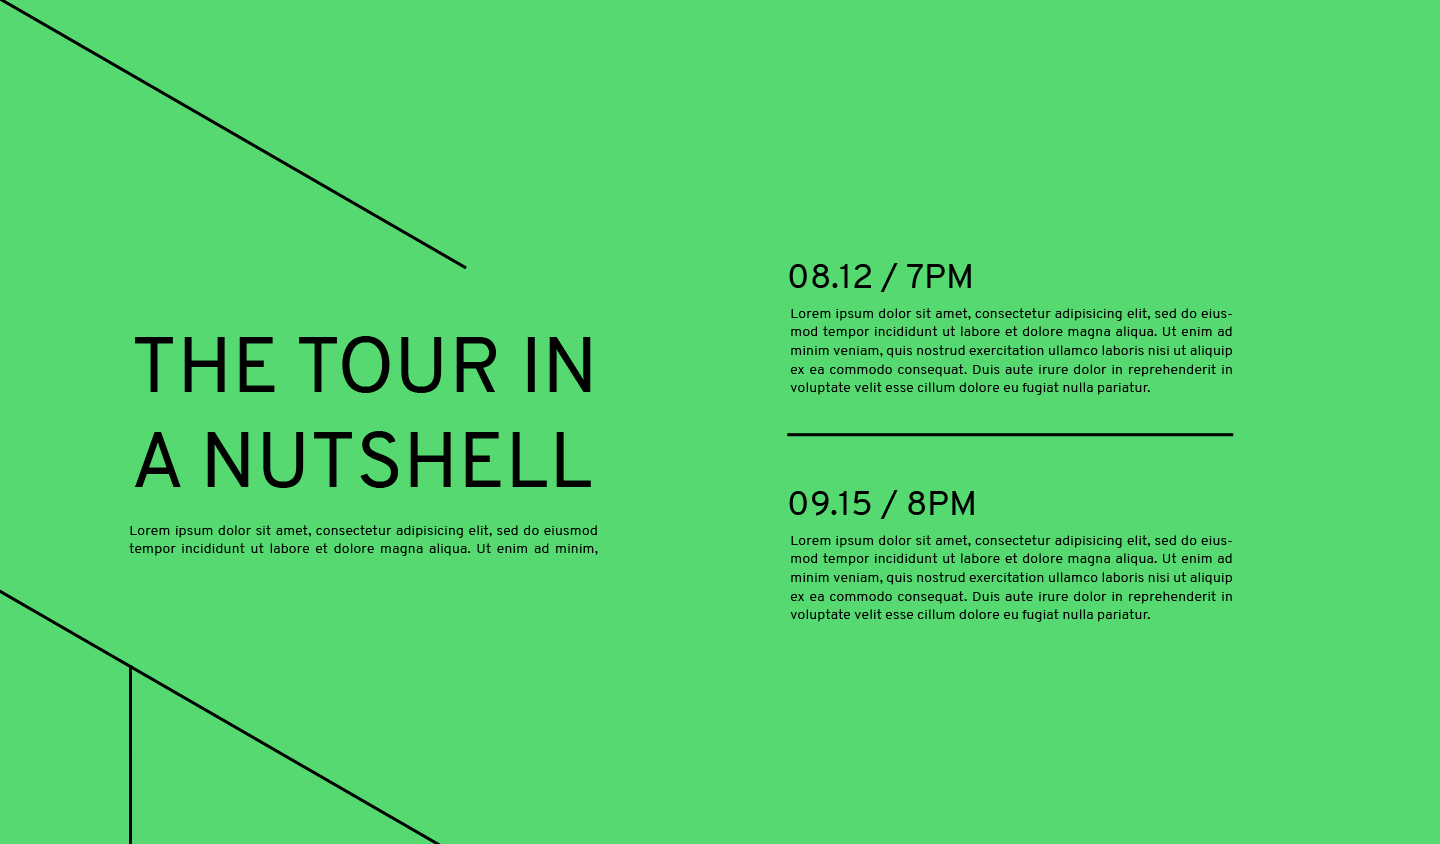 THE TOUR IN
A NUTSHELL
Lorem ipsum dolor sit amet, consectetur adipisicing elit, sed do eiusmod
tempor incididunt ut labore et dolore magna aliqua. Ut enim ad minim,
08.12 / 7PM
Lorem ipsum dolor sit amet, consectetur adipisicing elit, sed do eius-
mod tempor incididunt ut labore et dolore magna aliqua. Ut enim ad
minim veniam, quis nostrud exercitation ullamco laboris nisi ut aliquip
ex ea commodo consequat. Duis aute irure dolor in reprehenderit in
voluptate velit esse cillum dolore eu fugiat nulla pariatur.
09.15 / 8PM
Lorem ipsum dolor sit amet, consectetur adipisicing elit, sed do eius-
mod tempor incididunt ut labore et dolore magna aliqua. Ut enim ad
minim veniam, quis nostrud exercitation ullamco laboris nisi ut aliquip
ex ea commodo consequat. Duis aute irure dolor in reprehenderit in
voluptate velit esse cillum dolore eu fugiat nulla pariatur.